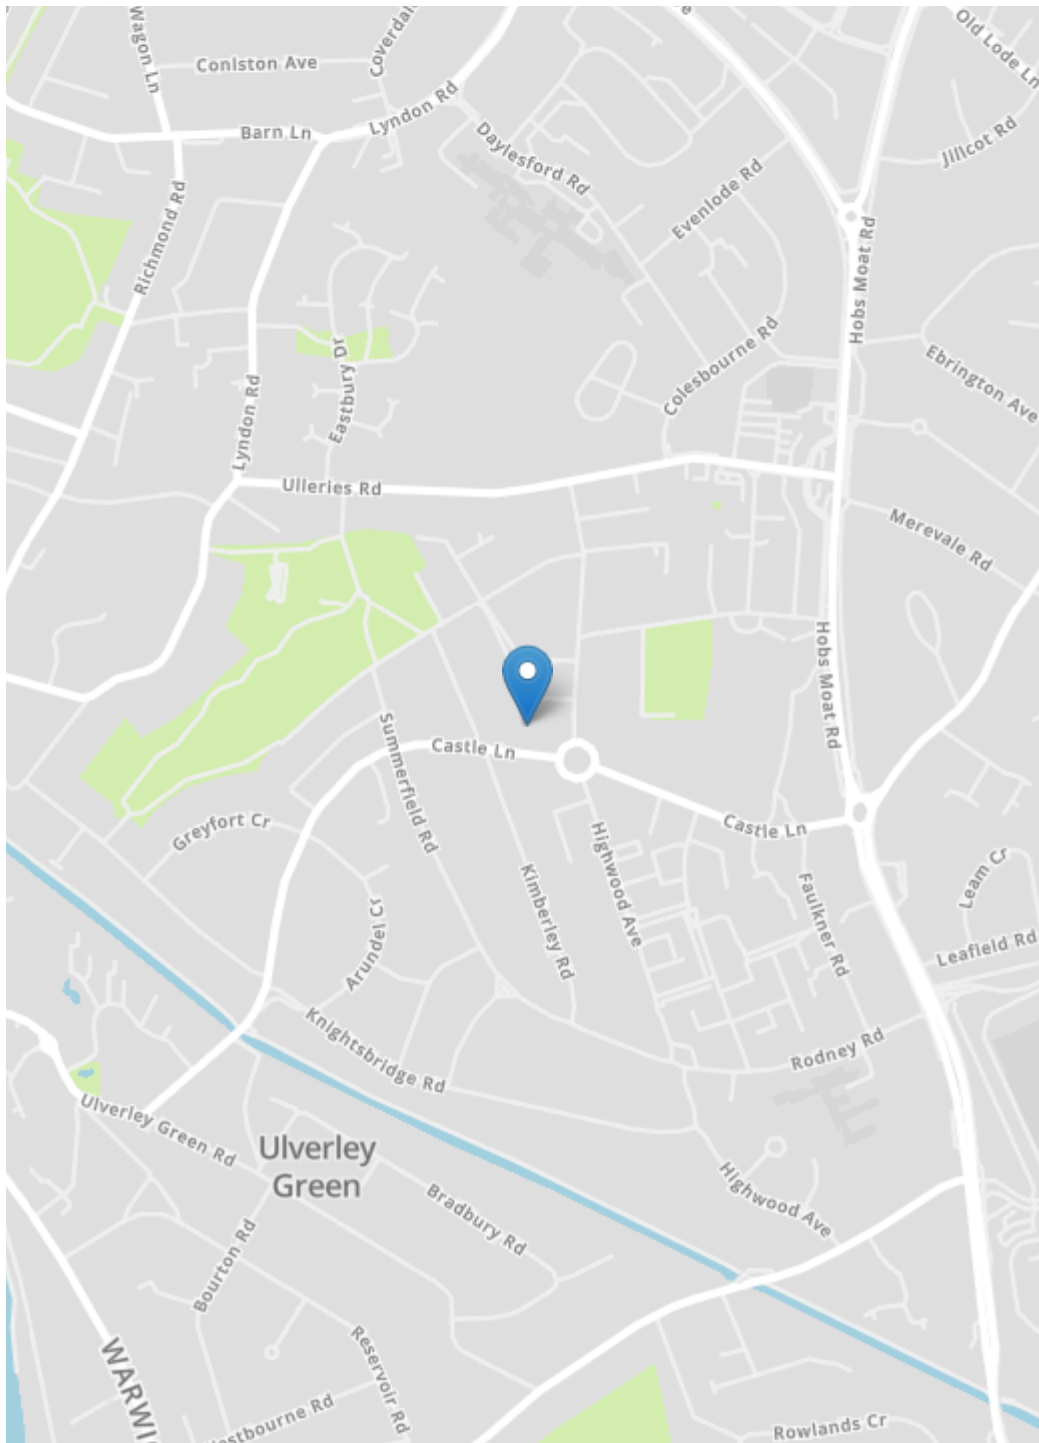 Wagon Ln
Coniston Ave
Coverdal
Old Lode Ln
Lyndon Rd
Barn Ln
Daylesford Rd
Jillcot Rd
Evenlode Rd
Richmond Rd
Hobs Moat Rd
Colesbourne Rd
Eastbury Dr
Ebrington Ave
Lyndon Rd
Ulleries Rd
Merevale Rd
Hobs Moat Rd
Summerfield Rd
Castle Ln
Castle Ln
Greyfort Cr
Highwood Ave
Kimberley Rd
Faulkner Rd
Leam Cr
Arundel Cr
Leafield Rd
Knightsbridge Rd
Rodney Rd
Ulverley Green Rd
Ulverley
Green
Highwood Ave
Bradbury Rd
Bourton Rd
Reservoir Rd
WARWI
stbourne Rd
Rowlands Cr